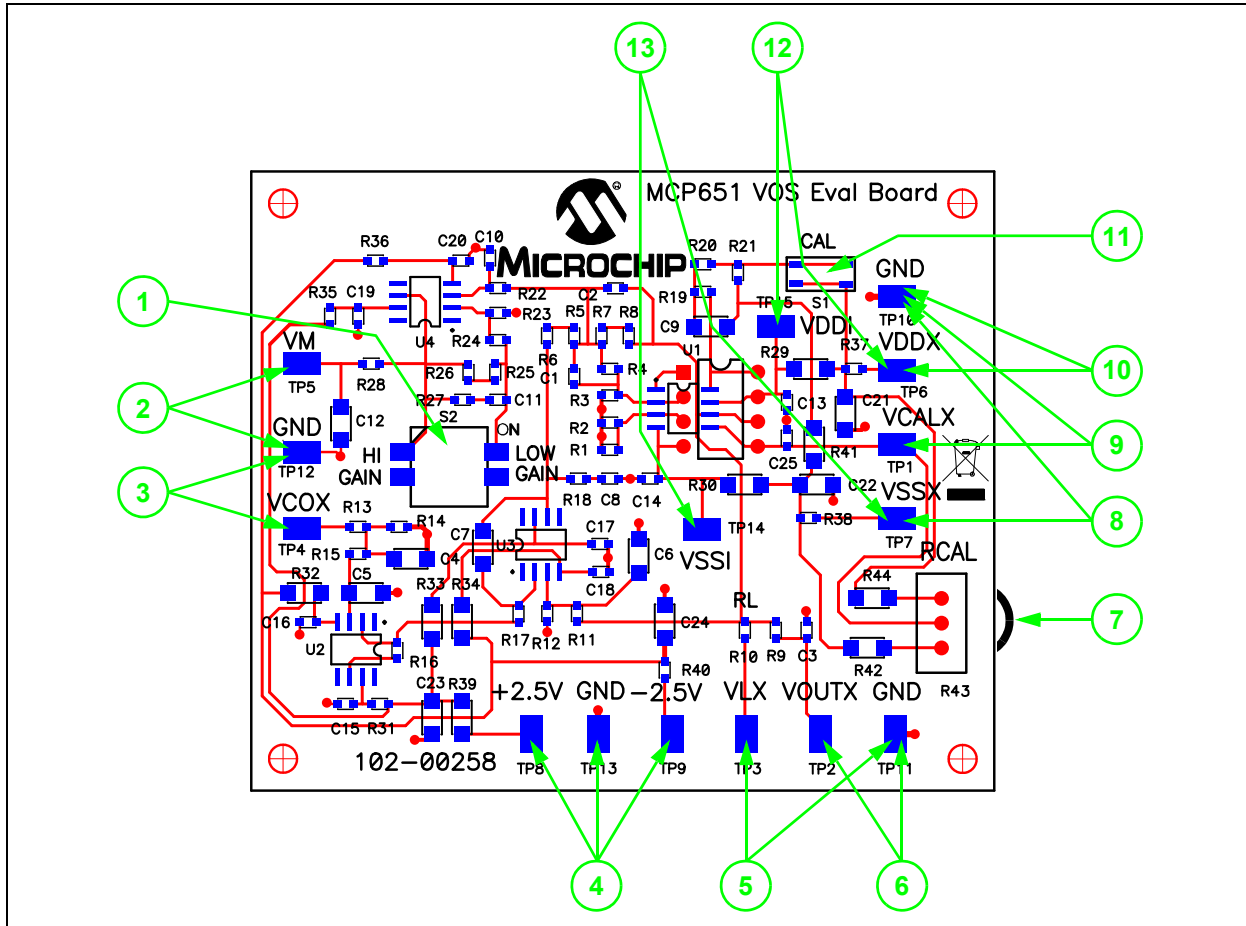 13
12
MCP651 VOS Eval Board
®
MICROCHIP
R36
C20
C10
R20
R21
CAL
11
GND
1
R35
C19
R22
C2
R19
TP15
S1
TP10
U4
R23
R5
R7
R8
C9
VDDI
R37
VDDX
VM
R24
R6
U1
R29
TP5
R28
R26
R25
C1
R4
TP6
10
2
R27
C11
R3
C13
C21
VCALX
GND
C12
S2
ON
R2
TP12
HI
GAIN
LOW
GAIN
R1
C25
R41
TP1
9
3
VCOX
R18
C8
C14
R30
C22
VSSX
TP4
R13
R14
C7
U3
C17
C6
TP14
R38
TP7
8
R15
C4
C18
VSSI
RCAL
R32
C5
R33
R34
R44
C16
U2
R16
R17
R12
R11
C24
RL
R10
R9
C3
R42
7
C23
R39
R40
R43
C15
R31
+2.5V
GND
-2.5V
VLX
VOUTX
GND
102-00258
TP8
TP13
TP9
TP3
TP2
TP11
4
5
6